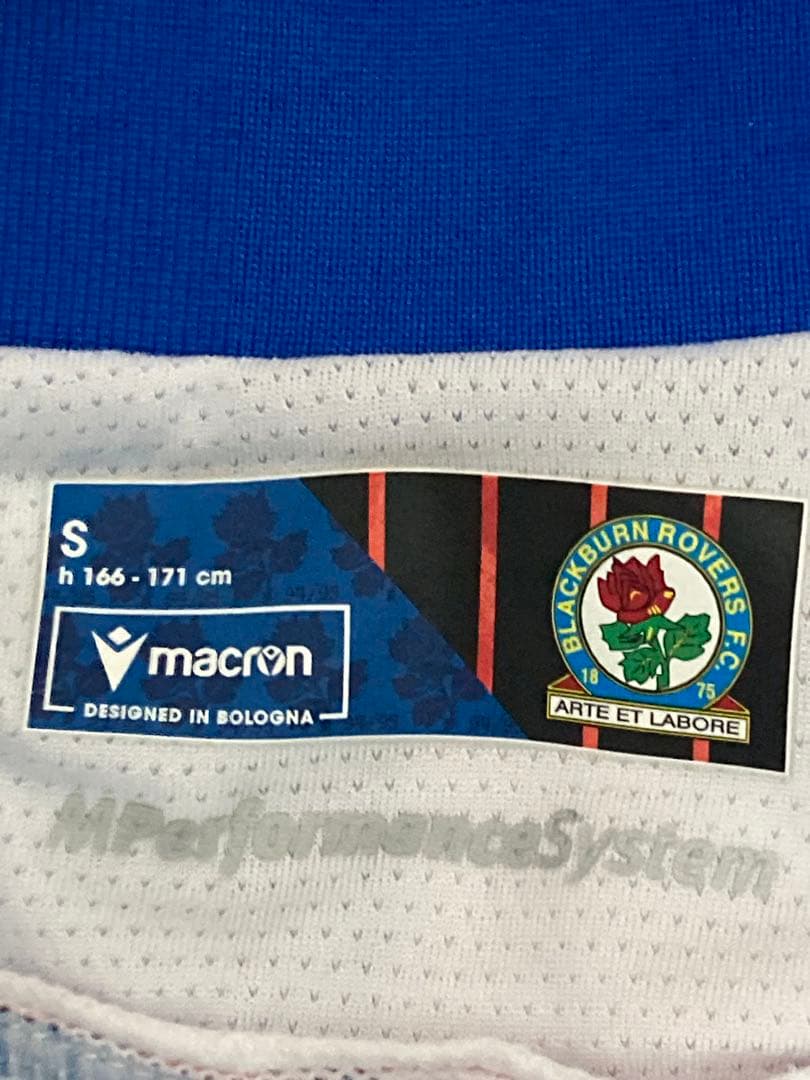 S
h 166 - 171 cm
macron
DESIGNED IN BOLOGNA
BLACKBURN ROVERS F.C.
18 75
ARTE ET LABORE
MPerformanceSystem